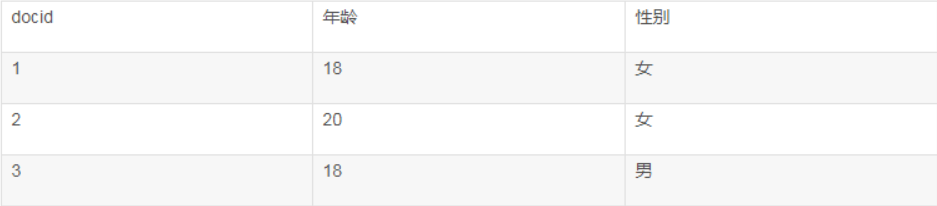 docid 年龄 性别
1 18 女
2 20 女
3 18 男